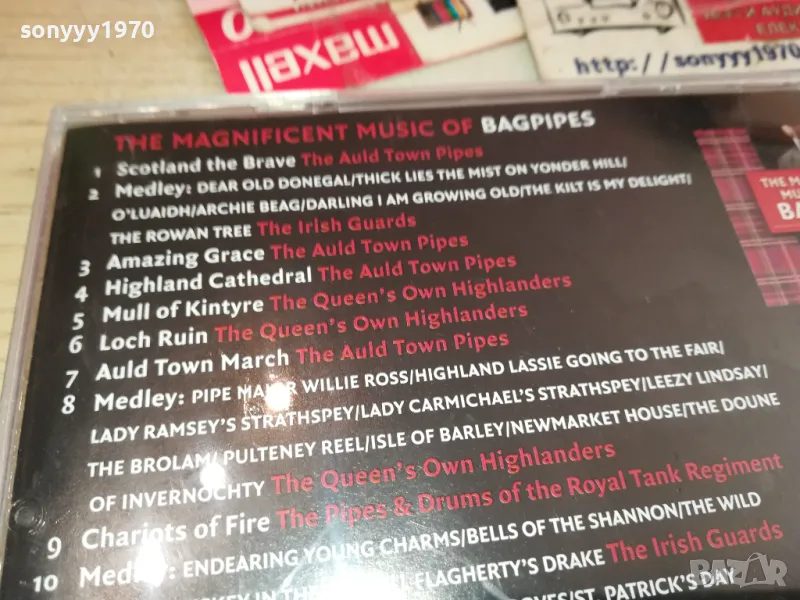 sonyyy1970
maxell
http://sonyyy1970
THE MAGNIFICENT MUSIC OF BAGPIPES
1 Scotland the Brave The Auld Town Pipes
2 Medley: DEAR OLD DONEGAL/THICK LIES THE MIST ON YONDER HILL/
O'LUAIDH/ARCHIE BEAG/DARLING I AM GROWING OLD/THE KILT IS MY DELIGHT/
THE ROWAN TREE The Irish Guards
3 Amazing Grace The Auld Town Pipes
4 Highland Cathedral The Auld Town Pipes
5 Mull of Kintyre The Queen's Own Highlanders
6 Loch Ruin The Queen's Own Highlanders
7 Auld Town March The Auld Town Pipes
8 Medley: PIPE MAJOR WILLIE ROSS/HIGHLAND LASSIE GOING TO THE FAIR/
LADY RAMSEY'S STRATHSPEY/LADY CARMICHAEL'S STRATHSPEY/LEEZY LINDSAY/
THE BROLAM/ PULTENEY REEL/ISLE OF BARLEY/NEWMARKET HOUSE/THE DOUNE
OF INVERNOCHTY The Queen's Own Highlanders
9 Chariots of Fire The Pipes & Drums of the Royal Tank Regiment
10 Medley: ENDEARING YOUNG CHARMS/BELLS OF THE SHANNON/THE WILD
IN THE FLAGHERTY'S DRAKE The Irish Guards
ST. PATRICK'S DAY
THE
MU
BA
BAZAR
sonyyy1970